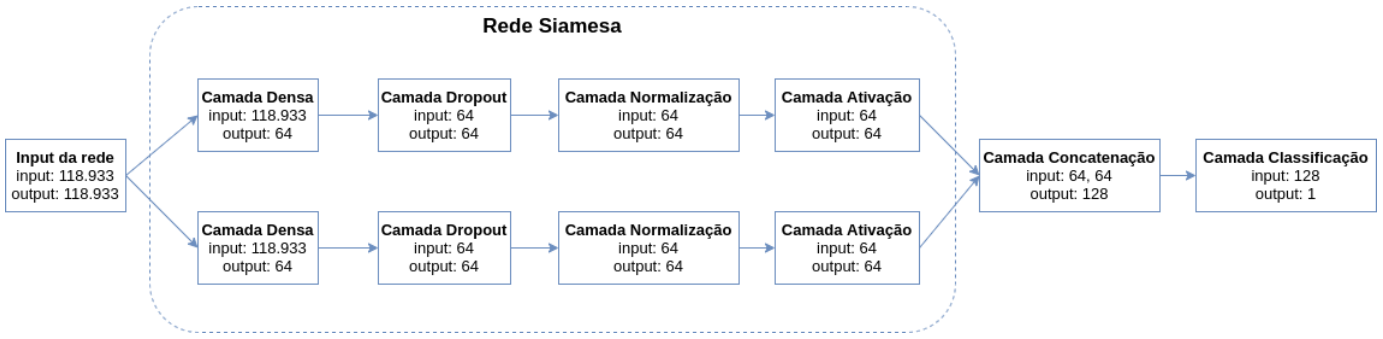 Rede Siamesa
Input da rede
input: 118.933
output: 118.933
Camada Densa
input: 118.933
output: 64
Camada Dropout
input: 64
output: 64
Camada Normalização
input: 64
output: 64
Camada Ativação
input: 64
output: 64
Camada Densa
input: 118.933
output: 64
Camada Dropout
input: 64
output: 64
Camada Normalização
input: 64
output: 64
Camada Ativação
input: 64
output: 64
Camada Concatenação
input: 64, 64
output: 128
Camada Classificação
input: 128
output: 1